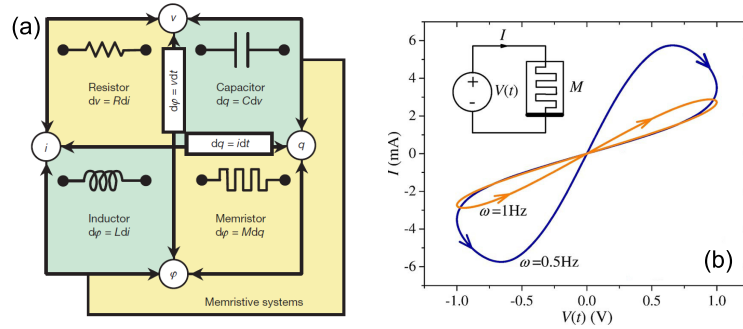 (a)
v
dφ = vdt
Resistor
dv = Rdi
Capacitor
dq = Cdv
i
dq = idt
q
Inductor
dφ = Ldi
Memristor
dφ = Mdq
φ
Memristive systems
I
+
-
V(t)
M
6
4
2
0
-2
-4
-6
I (mA)
ω=1Hz
ω=0.5Hz
(b)
-1.0
-0.5
0.0
0.5
1.0
V(t) (V)